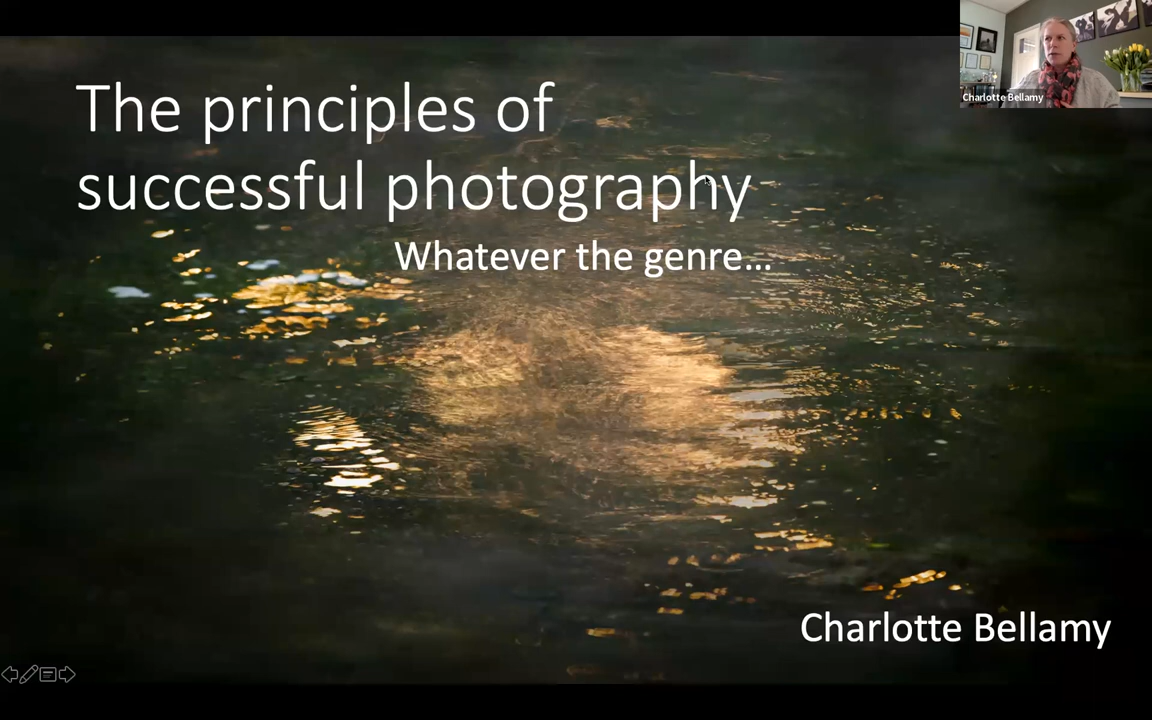 The principles of
successful photography
Whatever the genre...
Charlotte Bellamy
Charlotte Bellamy